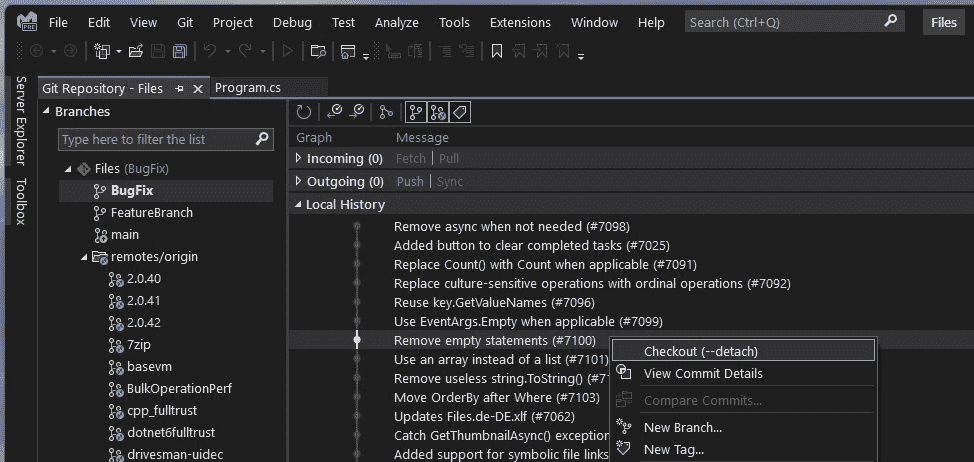 PRE File Edit View Git Project Debug Test Analyze Tools Extensions Window Help Search (Ctrl+Q) Files
Server Explorer
Toolbox
Git Repository - Files Program.cs
Branches
Type here to filter the list
Files (BugFix)
BugFix
FeatureBranch
main
remotes/origin
2.0.40
2.0.41
2.0.42
7zip
basevm
BulkOperationPerf
cpp_fulltrust
dotnet6fulltrust
drivesman-uidec
Graph Message
Incoming (0) Fetch | Pull
Outgoing (0) Push | Sync
Local History
Remove async when not needed (#7098)
Added button to clear completed tasks (#7025)
Replace Count() with Count when applicable (#7091)
Replace culture-sensitive operations with ordinal operations (#7092)
Reuse key.GetValueNames (#7096)
Use EventArgs.Empty when applicable (#7099)
Remove empty statements (#7100)
Use an array instead of a list (#7101)
Remove useless string.ToString() (#71
Move OrderBy after Where (#7103)
Updates Files.de-DE.xlf (#7062)
Catch GetThumbnailAsync() exception
Added support for symbolic file links
Checkout (--detach)
View Commit Details
Compare Commits...
New Branch...
New Tag...